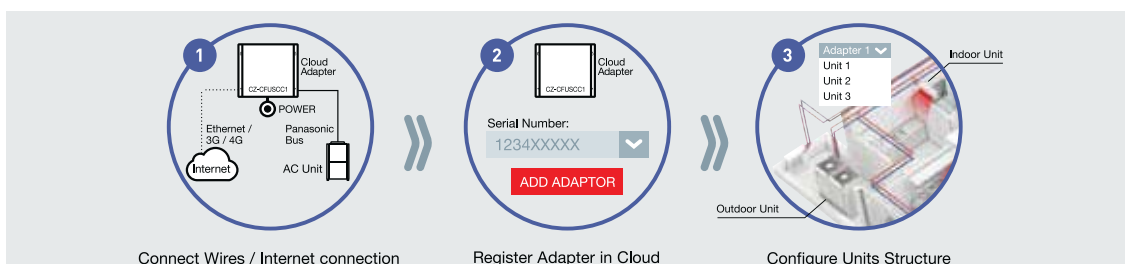 1
Cloud
Adapter
CZ-CFUSCC1
POWER
Ethernet /
3G / 4G
Panasonic
Bus
Internet
AC Unit
Connect Wires / Internet connection
2
Cloud
Adapter
CZ-CFUSCC1
Serial Number:
1234XXXXX
ADD ADAPTOR
Register Adapter in Cloud
3
Adapter 1
Unit 1
Unit 2
Unit 3
Indoor Unit
Outdoor Unit
Configure Units Structure